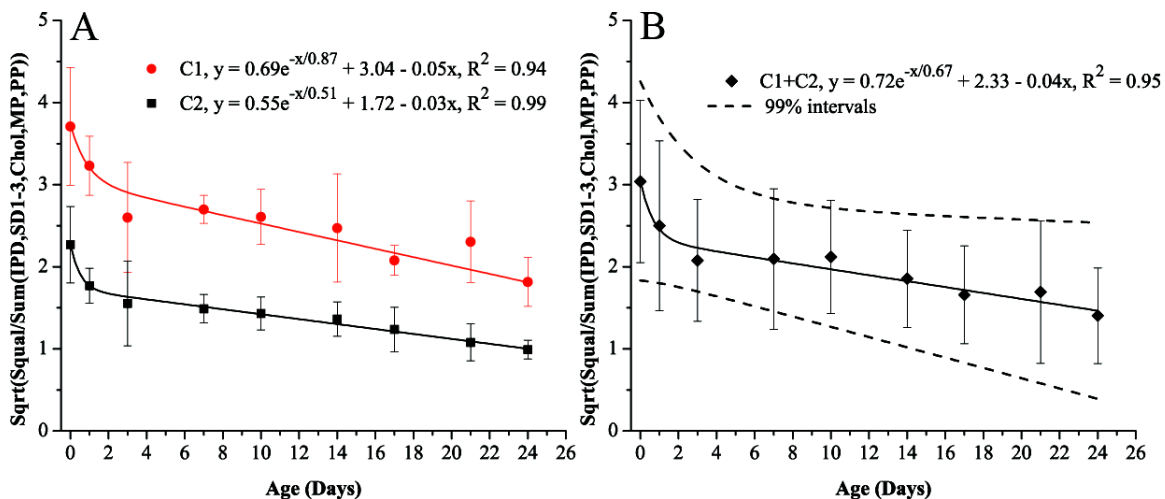 A
C1, y = 0.69e^-x/0.87 + 3.04 - 0.05x, R^2 = 0.94
C2, y = 0.55e^-x/0.51 + 1.72 - 0.03x, R^2 = 0.99
Sqrt(Squal/Sum(IPD,SD1-3,Chol,MP,PP))
5
4
3
2
1
0
0 2 4 6 8 10 12 14 16 18 20 22 24 26
Age (Days)
B
C1+C2, y = 0.72e^-x/0.67 + 2.33 - 0.04x, R^2 = 0.95
99% intervals
Sqrt(Squal/Sum(IPD,SD1-3,Chol,MP,PP))
5
4
3
2
1
0
0 2 4 6 8 10 12 14 16 18 20 22 24 26
Age (Days)